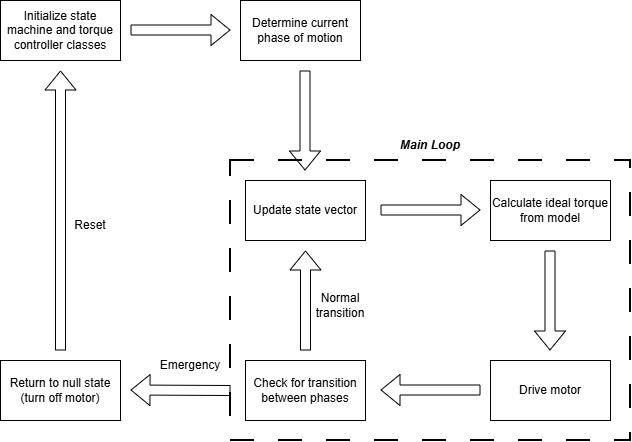 Initialize state
machine and torque
controller classes
Determine current
phase of motion
Main Loop
Update state vector
Calculate ideal torque
from model
Reset
Normal
transition
Emergency
Return to null state
(turn off motor)
Check for transition
between phases
Drive motor